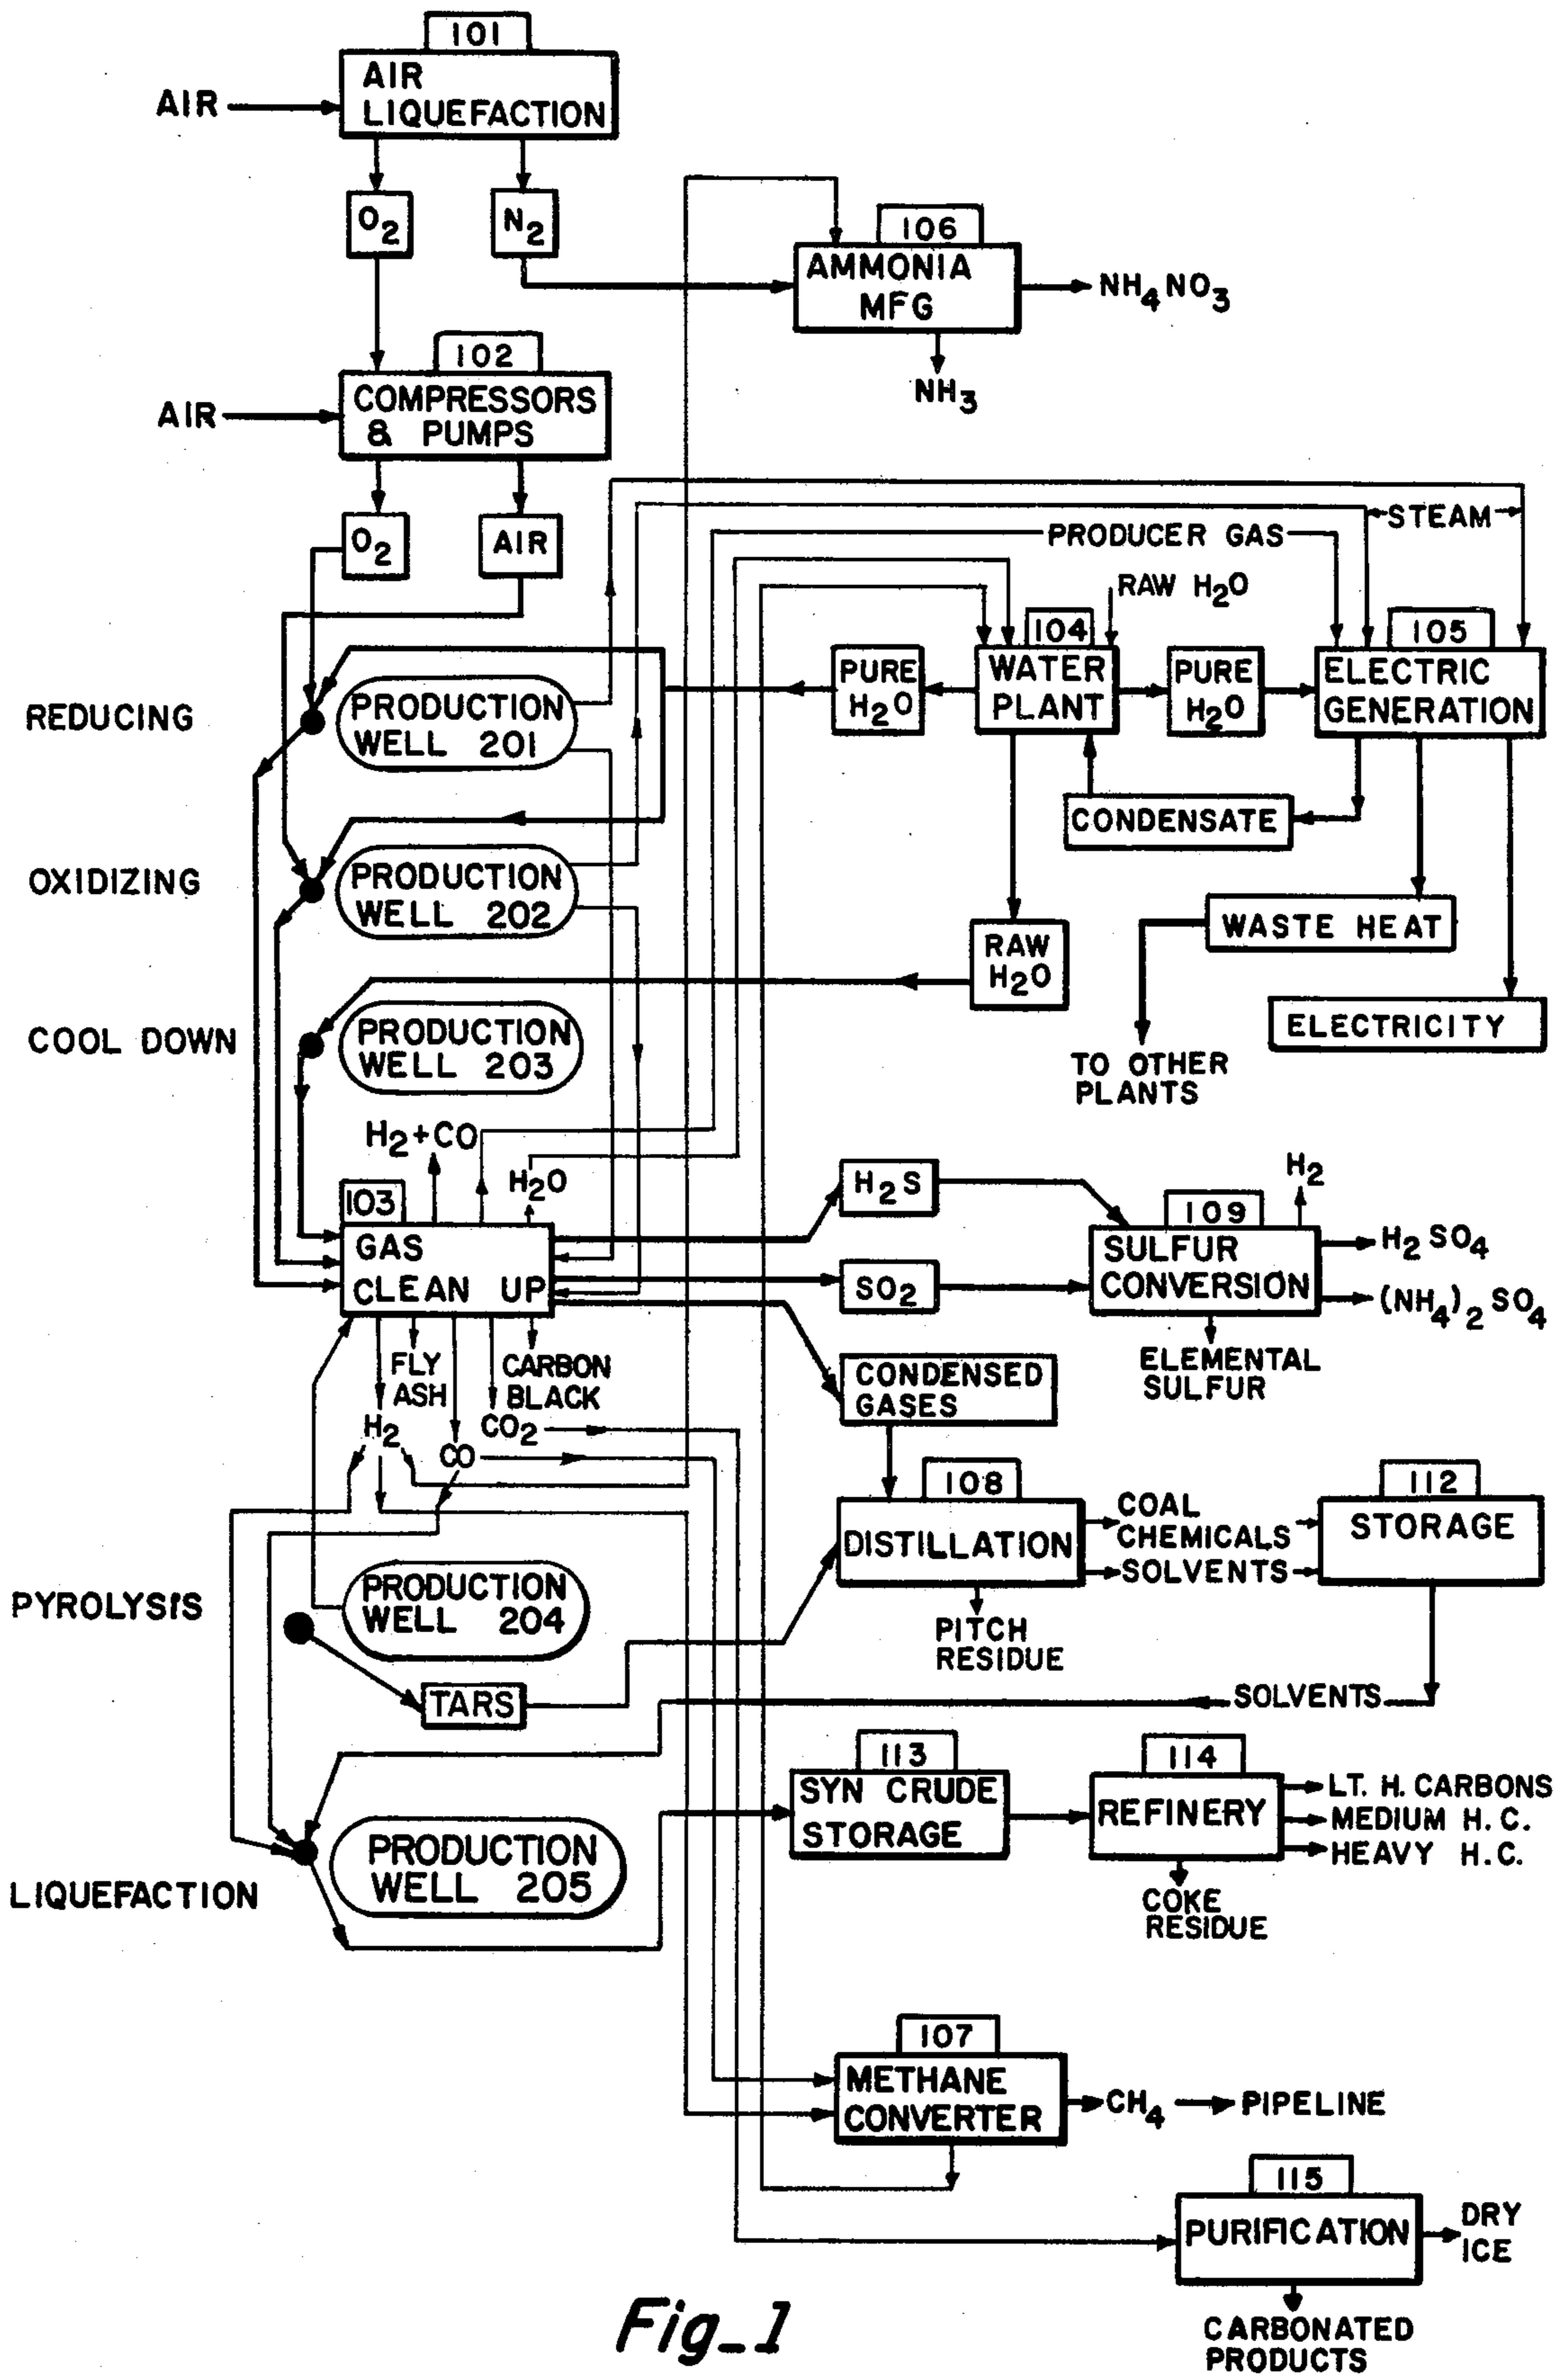 101
AIR
LIQUEFACTION
AIR
O2
N2
106
AMMONIA
MFG
NH4 NO3
NH3
102
COMPRESSORS
& PUMPS
AIR
O2
AIR
STEAM
PRODUCER GAS
RAW H2O
104
WATER
PLANT
PURE
H2O
PURE
H2O
105
ELECTRIC
GENERATION
REDUCING
PRODUCTION
WELL 201
CONDENSATE
OXIDIZING
PRODUCTION
WELL 202
WASTE HEAT
RAW
H2O
ELECTRICITY
COOL DOWN
PRODUCTION
WELL 203
TO OTHER
PLANTS
H2+CO
H2O
103
GAS
CLEAN UP
H2S
H2
109
SULFUR
CONVERSION
H2 SO4
SO2
(NH4)2 SO4
ELEMENTAL
SULFUR
FLY
ASH
CARBON
BLACK
CONDENSED
GASES
H2
CO2
CO
108
DISTILLATION
COAL
CHEMICALS
SOLVENTS
112
STORAGE
PYROLYSIS
PRODUCTION
WELL 204
PITCH
RESIDUE
TARS
SOLVENTS
113
SYN CRUDE
STORAGE
114
REFINERY
LT. H. CARBONS
MEDIUM H. C.
HEAVY H.C.
LIQUEFACTION
PRODUCTION
WELL 205
COKE
RESIDUE
107
METHANE
CONVERTER
CH4
PIPELINE
115
PURIFICATION
DRY
ICE
CARBONATED
PRODUCTS
Fig_1